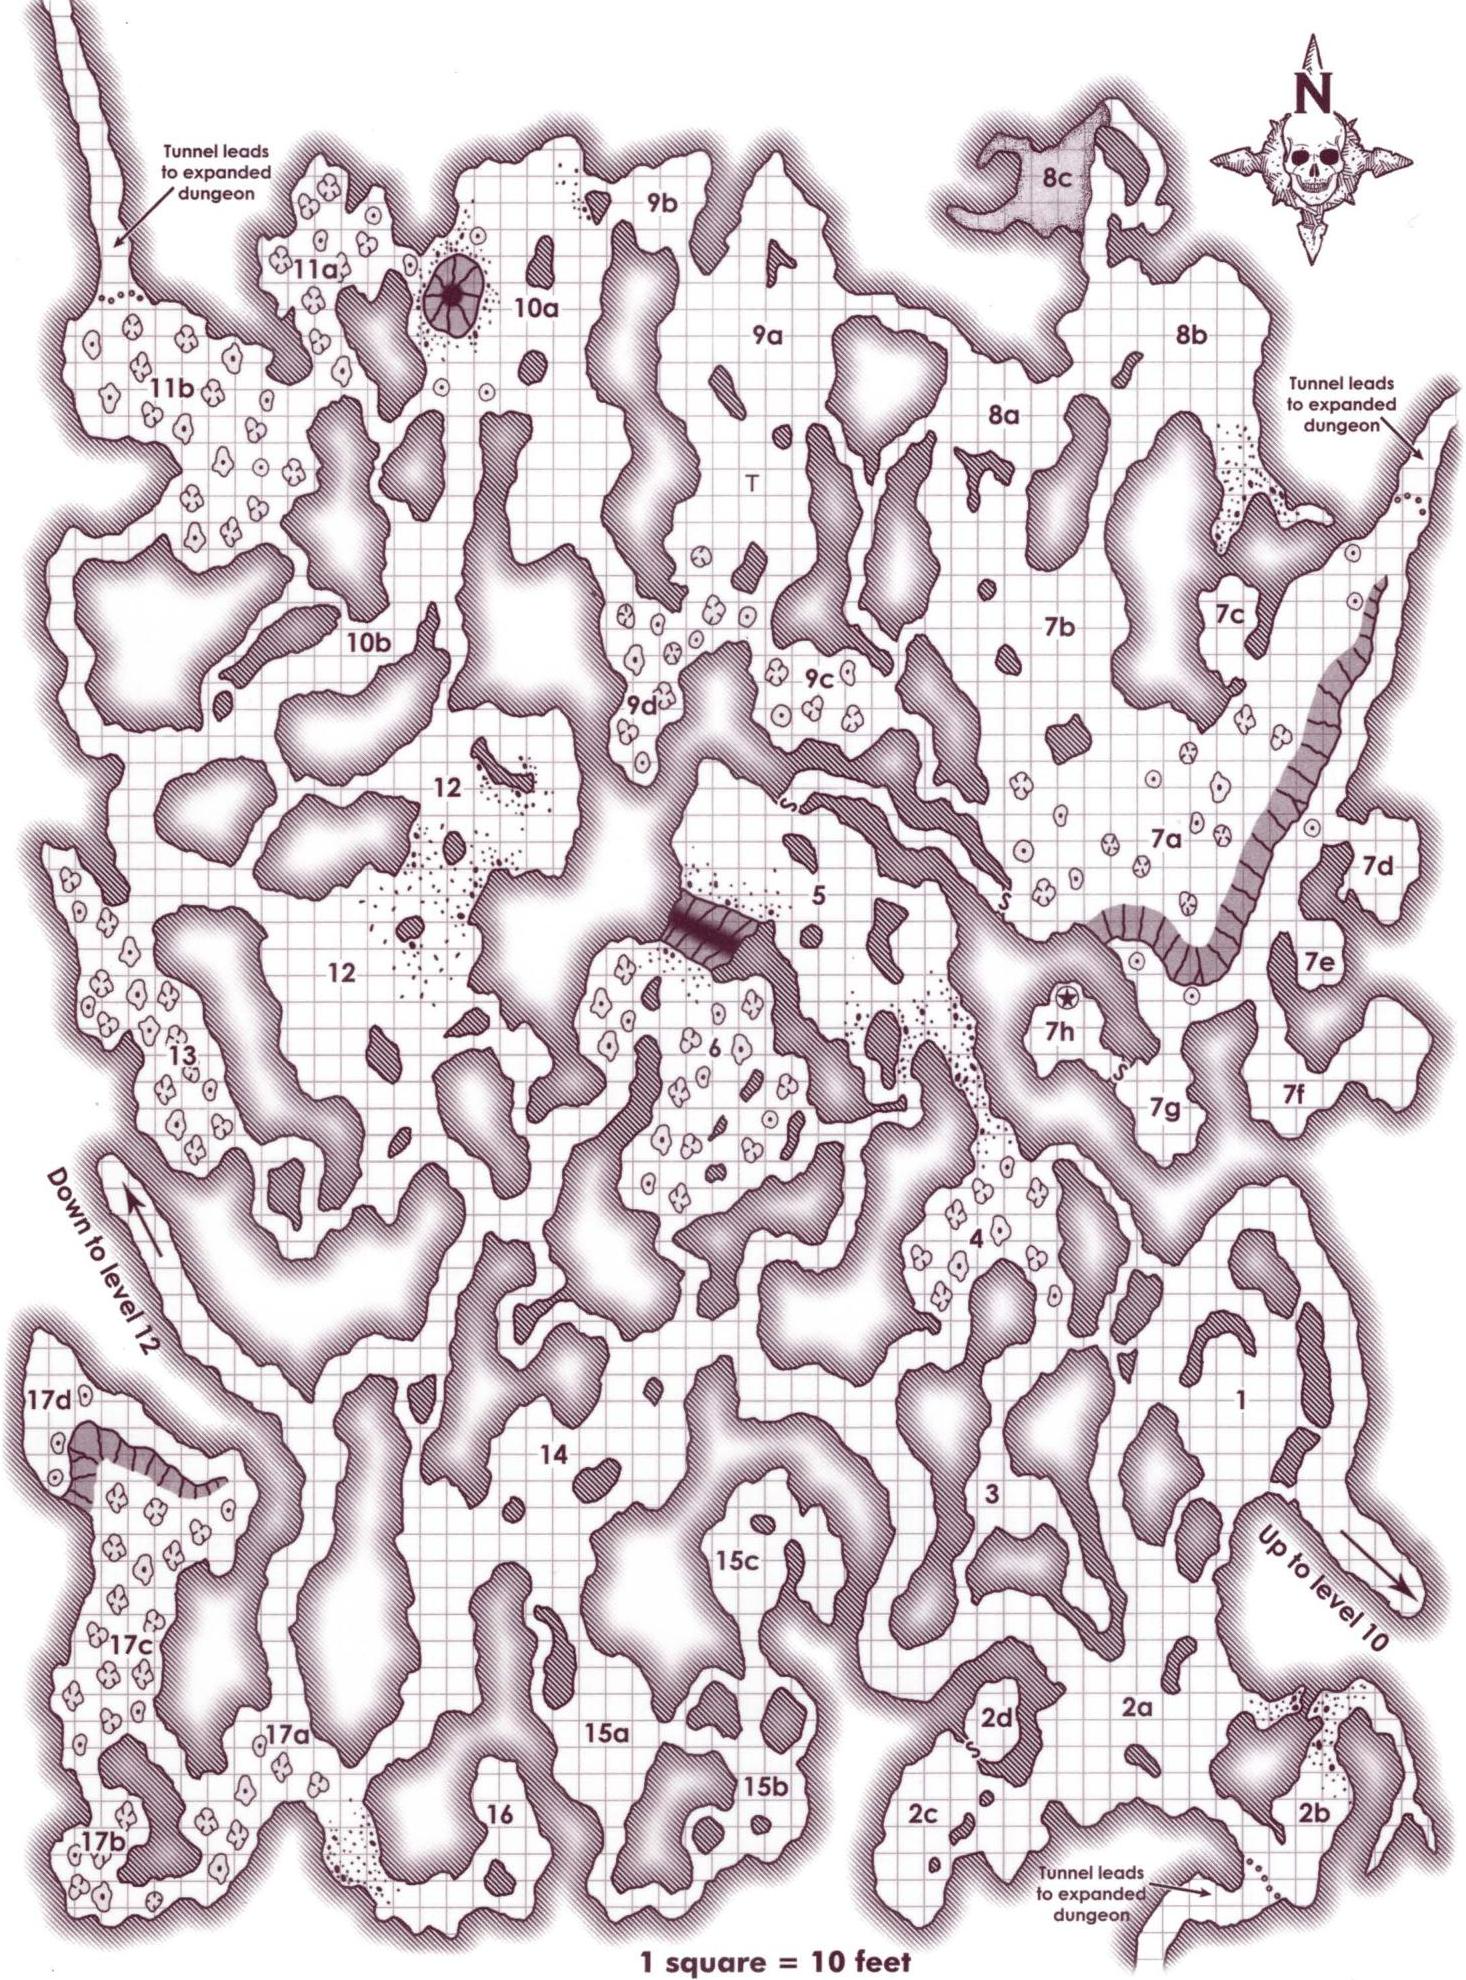 N
Tunnel leads
to expanded
dungeon
8c
9b
11a
10a
9a
8b
11b
8a
Tunnel leads
to expanded
dungeon
T
7c
10b
7b
9c
9d
12
S
7a
7d
5
S
12
7e
7h
6
13
S
7f
7g
4
Down to level 12
17d
1
14
3
15c
Up to level 10
17c
2a
2d
17a
15a
S
15b
16
2c
2b
17b
Tunnel leads
to expanded
dungeon
1 square = 10 feet